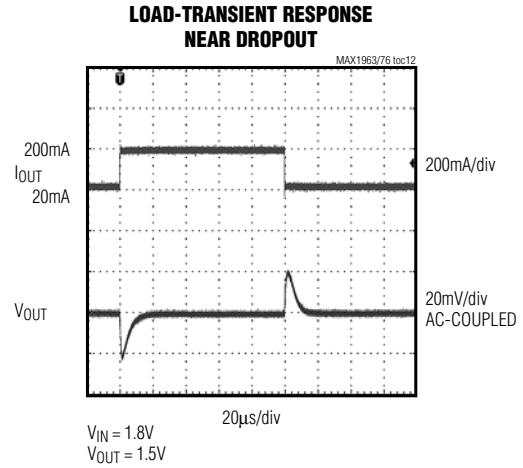 LOAD-TRANSIENT RESPONSE
NEAR DROPOUT
MAX1963/76 toc12
200mA
IOUT
20mA
200mA/div
VOUT
20mV/div
AC-COUPLED
20µs/div
VIN = 1.8V
VOUT = 1.5V